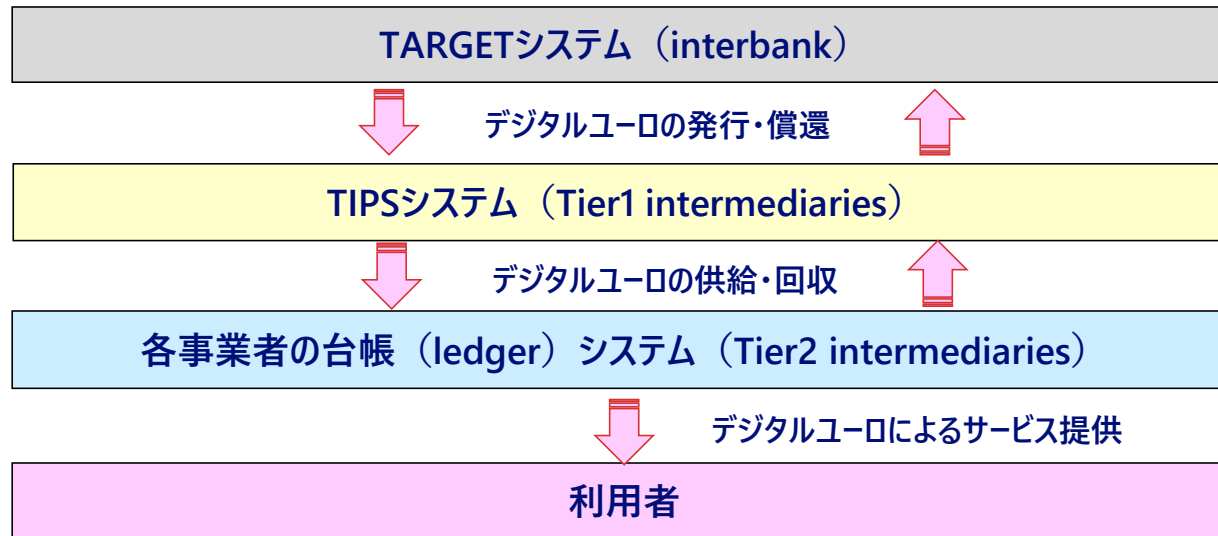 TARGETシステム（interbank）
デジタルユーロの発行・償還
TIPSシステム（Tier1 intermediaries）
デジタルユーロの供給・回収
各事業者の台帳（ledger）システム（Tier2 intermediaries）
デジタルユーロによるサービス提供
利用者